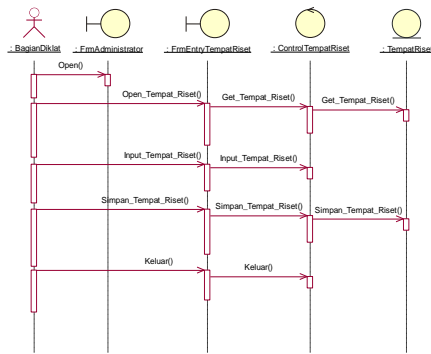 : BagianDiklat : FrmAdministrator : FrmEntryTempatRiset : ControlTempatRiset : TempatRiset
Open()
Open_Tempat_Riset() Get_Tempat_Riset() Get_Tempat_Riset()
Input_Tempat_Riset() Input_Tempat_Riset()
Simpan_Tempat_Riset() Simpan_Tempat_Riset() Simpan_Tempat_Riset()
Keluar() Keluar()